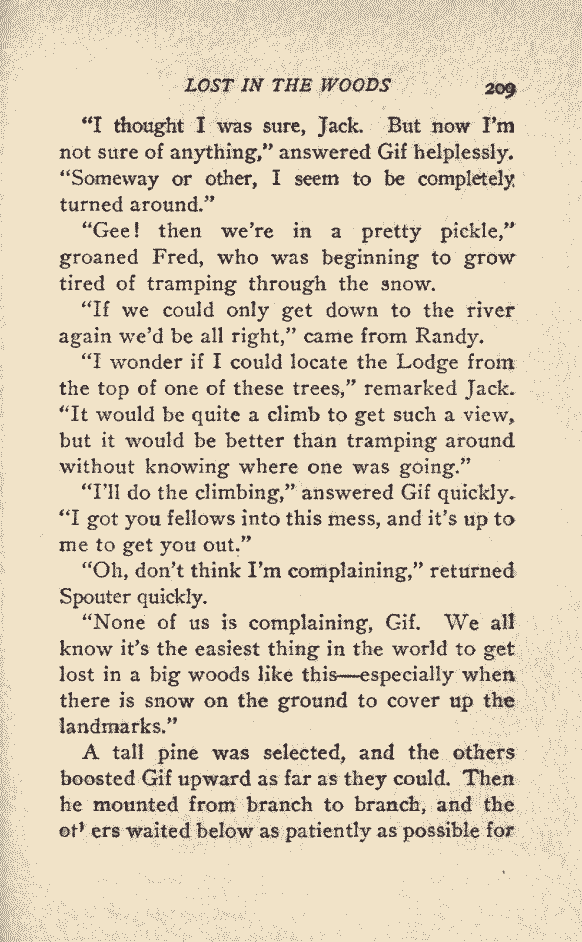 LOST IN THE WOODS 209
“I thought I was sure, Jack. But now I’m
not sure of anything,” answered Gif helplessly.
“Someway or other, I seem to be completely
turned around.”
“Gee! then we’re in a pretty pickle,”
groaned Fred, who was beginning to grow
tired of tramping through the snow.
“If we could only get down to the river
again we’d be all right,” came from Randy.
“I wonder if I could locate the Lodge from
the top of one of these trees,” remarked Jack.
“It would be quite a climb to get such a view,
but it would be better than tramping around
without knowing where one was going.”
“I’ll do the climbing,” answered Gif quickly.
“I got you fellows into this mess, and it’s up to
me to get you out.”
“Oh, don’t think I’m complaining,” returned
Spouter quickly.
“None of us is complaining, Gif. We all
know it’s the easiest thing in the world to get
lost in a big woods like this—especially when
there is snow on the ground to cover up the
landmarks.”
A tall pine was selected, and the others
boosted Gif upward as far as they could. Then
he mounted from branch to branch, and the
ot’ ers waited below as patiently as possible for